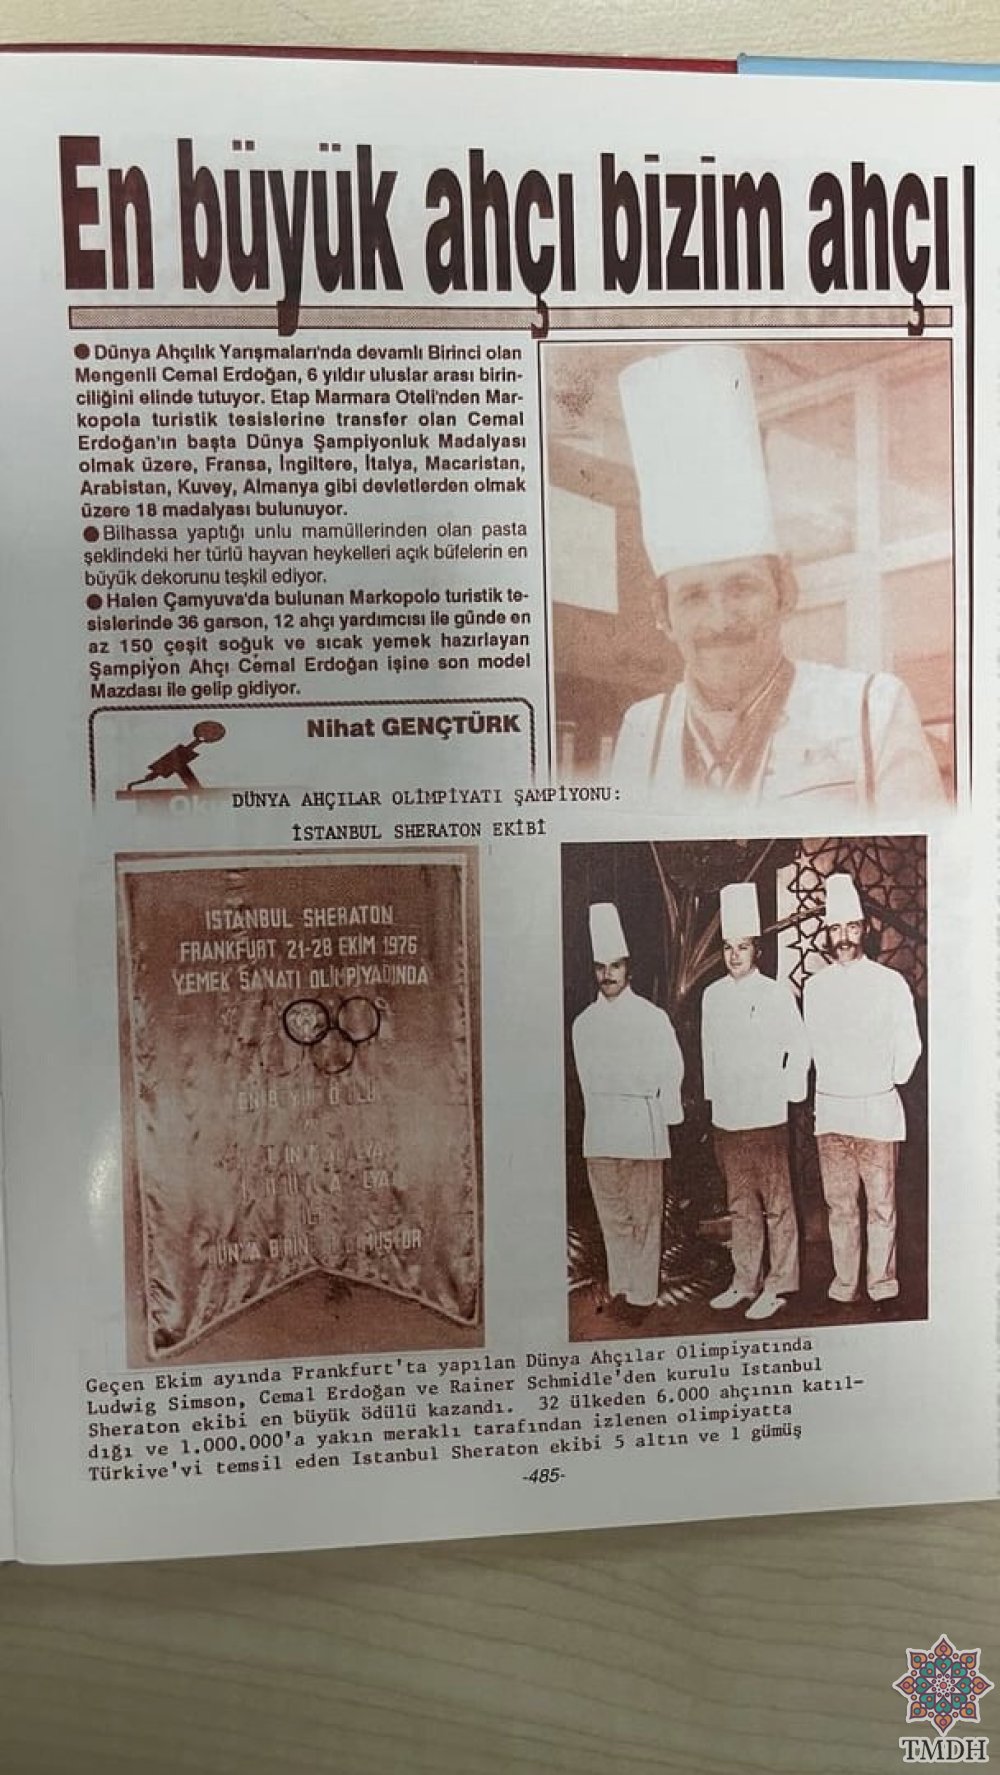 En büyük ahçı bizim ahçı
● Dünya Ahçılık Yarışmaları'nda devamlı Birinci olan
Mengenli Cemal Erdoğan, 6 yıldır uluslar arası birin-
ciliğini elinde tutuyor. Etap Marmara Oteli'nden Mar-
kopola turistik tesislerine transfer olan Cemal
Erdoğan'ın başta Dünya Şampiyonluk Madalyası
olmak üzere, Fransa, İngiltere, İtalya, Macaristan,
Arabistan, Kuvey, Almanya gibi devletlerden olmak
üzere 18 madalyası bulunuyor.
● Bilhassa yaptığı unlu mamüllerinden olan pasta
şeklindeki her türlü hayvan heykelleri açık büfelerin en
büyük dekorunu teşkil ediyor.
● Halen Çamyuva'da bulunan Markopolo turistik te-
sislerinde 36 garson, 12 ahçı yardımcısı ile günde en
az 150 çeşit soğuk ve sıcak yemek hazırlayan
Şampiyon Ahçı Cemal Erdoğan işine son model
Mazdası ile gelip gidiyor.
Nihat GENÇTÜRK
DÜNYA AHÇILAR OLİMPİYATI ŞAMPİYONU:
İSTANBUL SHERATON EKİBİ
ISTANBUL SHERATON
FRANKFURT 21-28 EKİM 1976
YEMEK SANATI OLİMPİYADINDA
Geçen Ekim ayında Frankfurt'ta yapılan Dünya Ahçılar Olimpiyatında
Ludwig Simson, Cemal Erdoğan ve Rainer Schmidle'den kurulu Istanbul
Sheraton ekibi en büyük ödülü kazandı. 32 ülkeden 6.000 ahçının katıl-
dığı ve 1.000.000'a yakın meraklı tarafından izlenen olimpiyatta
Türkiye'yi temsil eden Istanbul Sheraton ekibi 5 altın ve 1 gümüş
-485-
TMDH